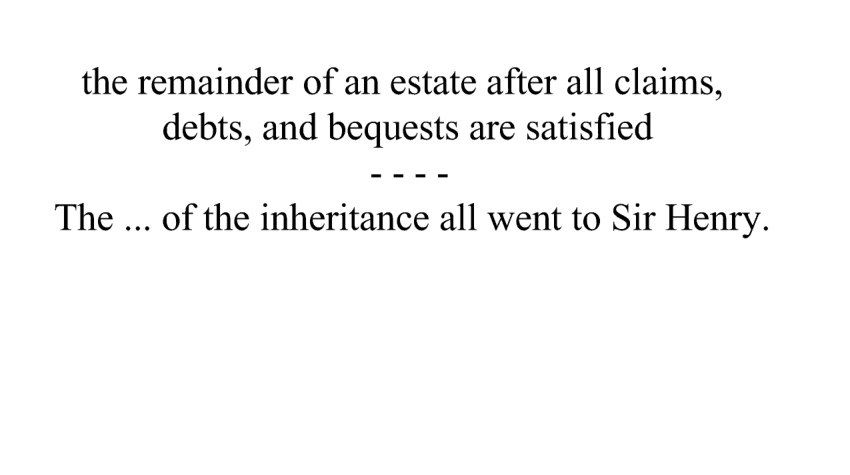 the remainder of an estate after all claims,
debts, and bequests are satisfied
- - - -
The ... of the inheritance all went to Sir Henry.